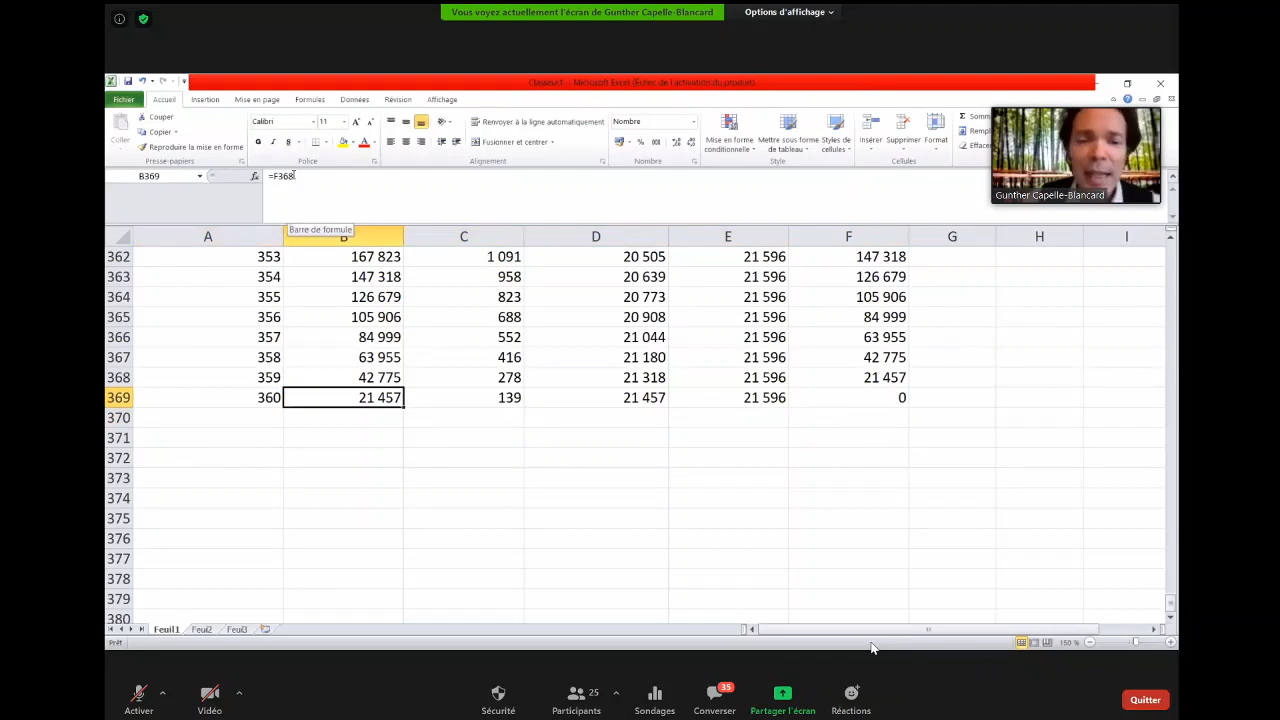 Vous voyez actuellement l'écran de Gunther Capelle-Blancard Options d'affichage
Classeur1 - Microsoft Excel (Échec de l'activation du produit)
Fichier Accueil Insertion Mise en page Formules Données Révision Affichage
Couper
Copier
Reproduire la mise en forme
Coller
Presse-papiers
Calibri 11
G I S
Police
Renvoyer à la ligne automatiquement
Fusionner et centrer
Alignement
Nombre
% 000
Nombre
Mise en forme conditionnelle
Mettre sous forme de tableau
Styles de cellules
Style
Insérer Supprimer Format
Cellules
Somm
Rempl
Efface
Gunther Capelle-Blancard
B369 fx =F368
Barre de formule
A B C D E F G H I
362 353 167 823 1 091 20 505 21 596 147 318
363 354 147 318 958 20 639 21 596 126 679
364 355 126 679 823 20 773 21 596 105 906
365 356 105 906 688 20 908 21 596 84 999
366 357 84 999 552 21 044 21 596 63 955
367 358 63 955 416 21 180 21 596 42 775
368 359 42 775 278 21 318 21 596 21 457
369 360 21 457 139 21 457 21 596 0
370
371
372
373
374
375
376
377
378
379
380
Feuil1 Feuil2 Feuil3
Prêt 150 %
35
25
Activer Vidéo Sécurité Participants Sondages Converser Partager l'écran Réactions Quitter